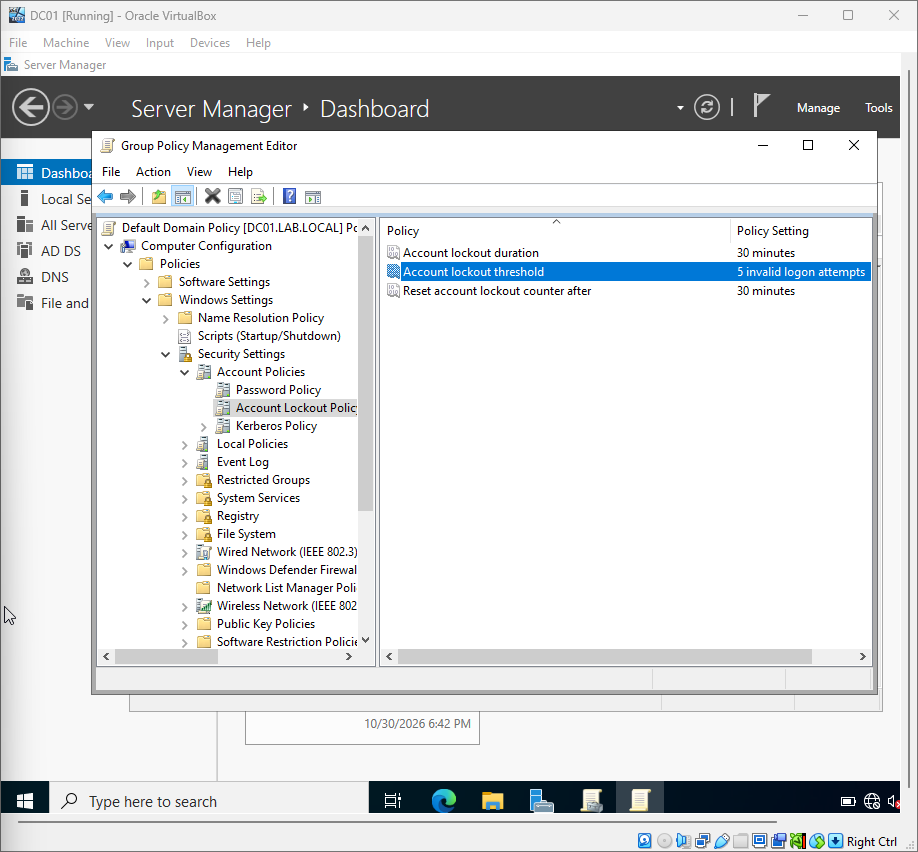 DC01 [Running] - Oracle VirtualBox
File Machine View Input Devices Help
Server Manager
Server Manager Dashboard
Manage Tools
Dashboa
Local Se
All Serve
AD DS
DNS
File and
Group Policy Management Editor
File Action View Help
Default Domain Policy [DC01.LAB.LOCAL] Po
Computer Configuration
Policies
Software Settings
Windows Settings
Name Resolution Policy
Scripts (Startup/Shutdown)
Security Settings
Account Policies
Password Policy
Account Lockout Policy
Kerberos Policy
Local Policies
Event Log
Restricted Groups
System Services
Registry
File System
Wired Network (IEEE 802.3)
Windows Defender Firewal
Network List Manager Poli
Wireless Network (IEEE 802
Public Key Policies
Software Restriction Policie
Policy Policy Setting
Account lockout duration 30 minutes
Account lockout threshold 5 invalid logon attempts
Reset account lockout counter after 30 minutes
10/30/2026 6:42 PM
Type here to search
Right Ctrl